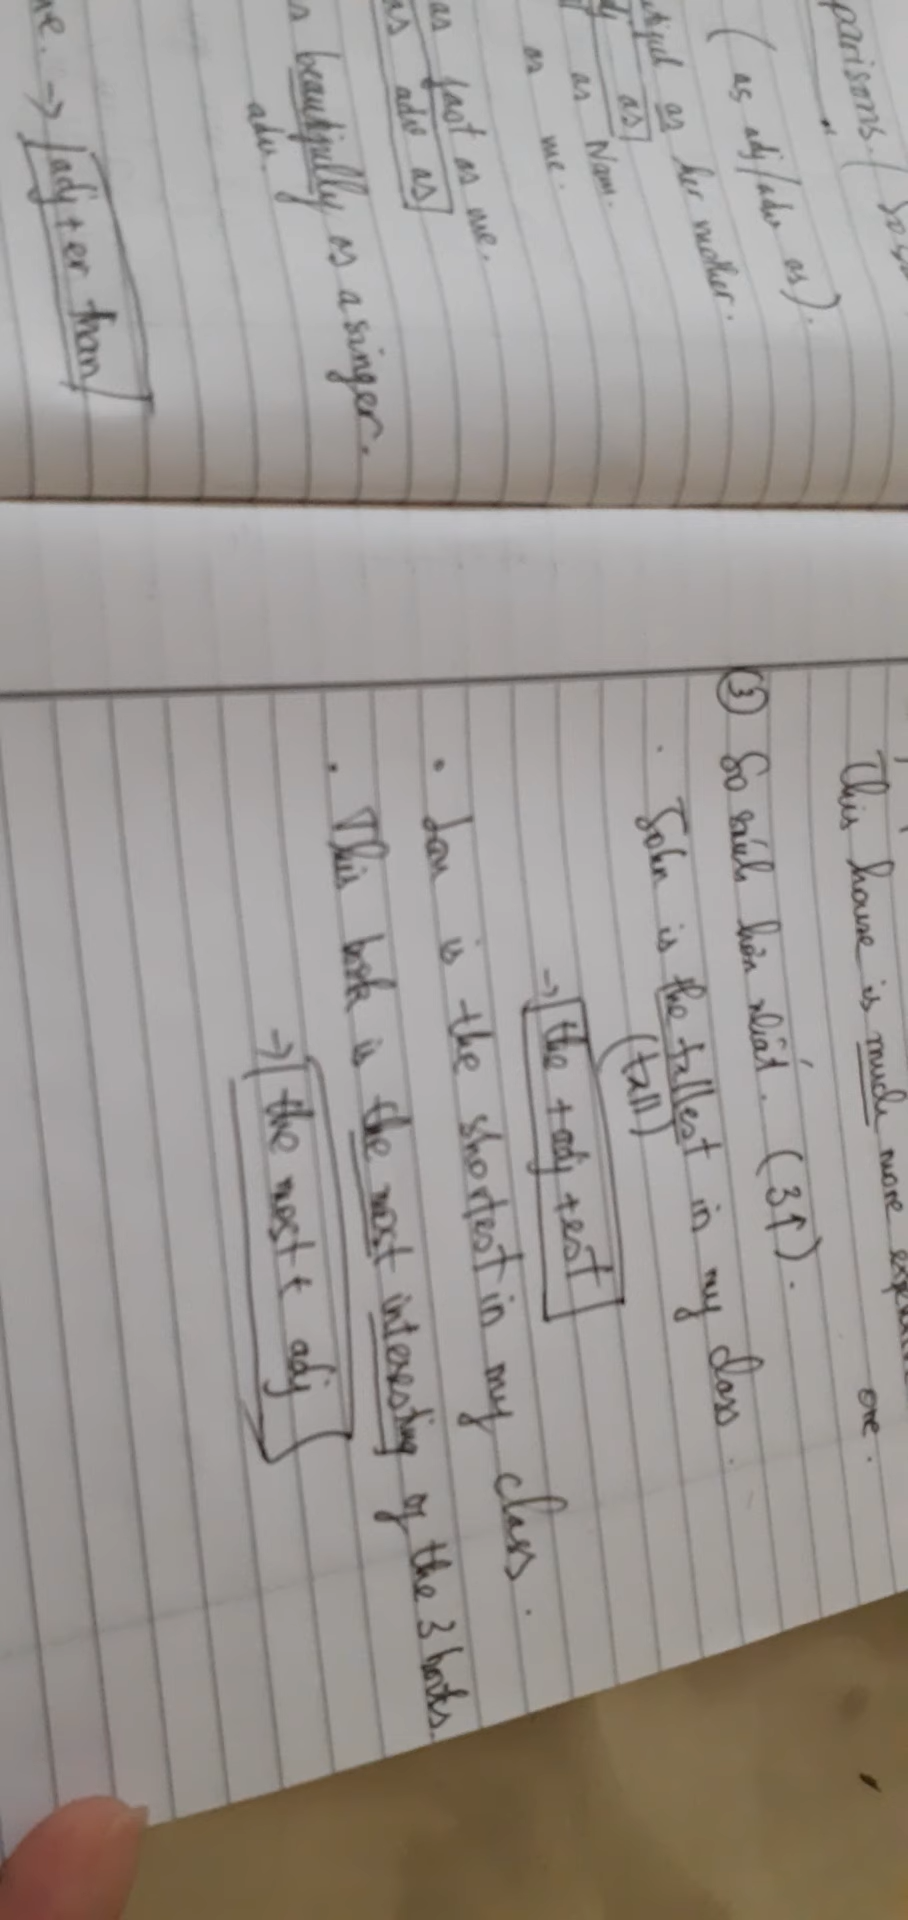 parisons. (So s
(as adj/adv as).
as her mother.
as Nam.
as me.
as fast as me.
as adv as
beautifully as a singer.
adv.
me. → adj + er than
This house is much more
one.
③ So sánh hơn nhất. (3↑).
. John is the tallest in my class.
(tall)
→ the + adj + est
. Lan is the shortest in my class.
. This book is the most interesting of the 3 books.
→ the most + adj